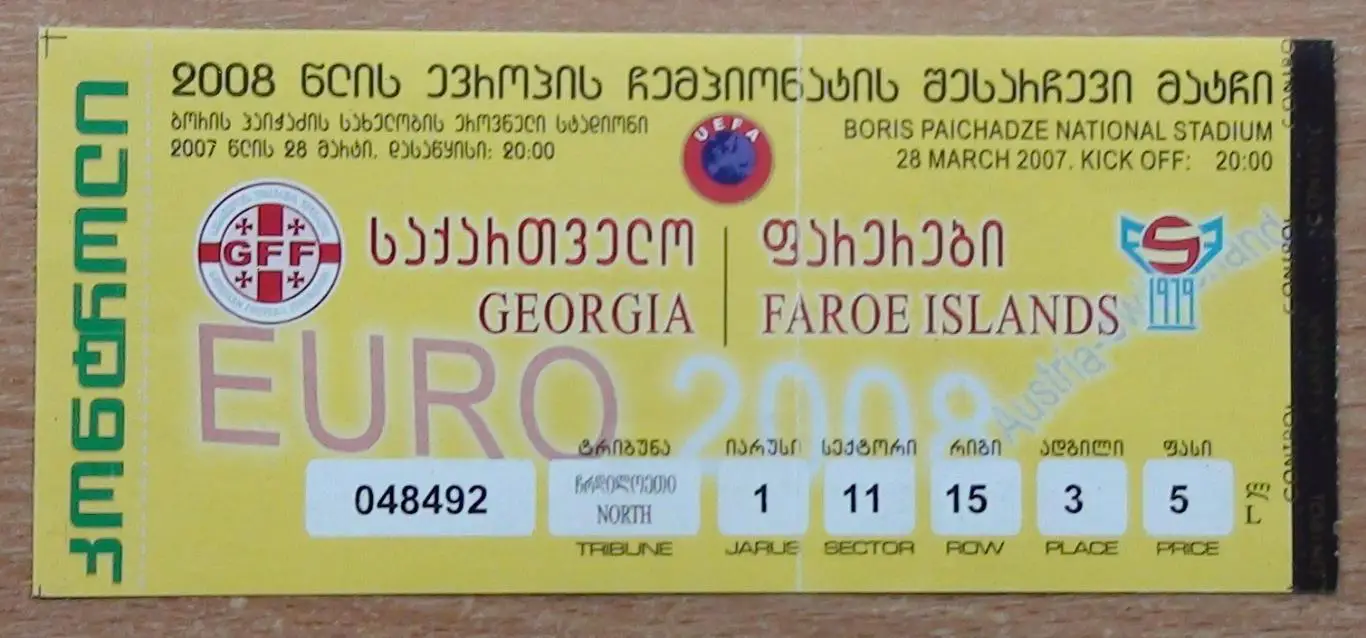 კონტროლი
2008 წლის ევროპის ჩემპიონატის შესარჩევი მატჩი
ბორის პაიჭაძის სახელობის ეროვნული სტადიონი
2007 წლის 28 მარტი. დასაწყისი: 20:00
UEFA
BORIS PAICHADZE NATIONAL STADIUM
28 MARCH 2007. KICK OFF: 20:00
GFF
საქართველო
ფარერები
GEORGIA
FAROE ISLANDS
FSF
1979
EURO 2008
ტრიბუნა იარუსი სექტორი რიგი ადგილი ფასი
048492
ჩრდილოეთი
NORTH
1 11 15 3 5 L
TRIBUNE JARUS SECTOR ROW PLACE PRICE
CONTROL
CONTROL